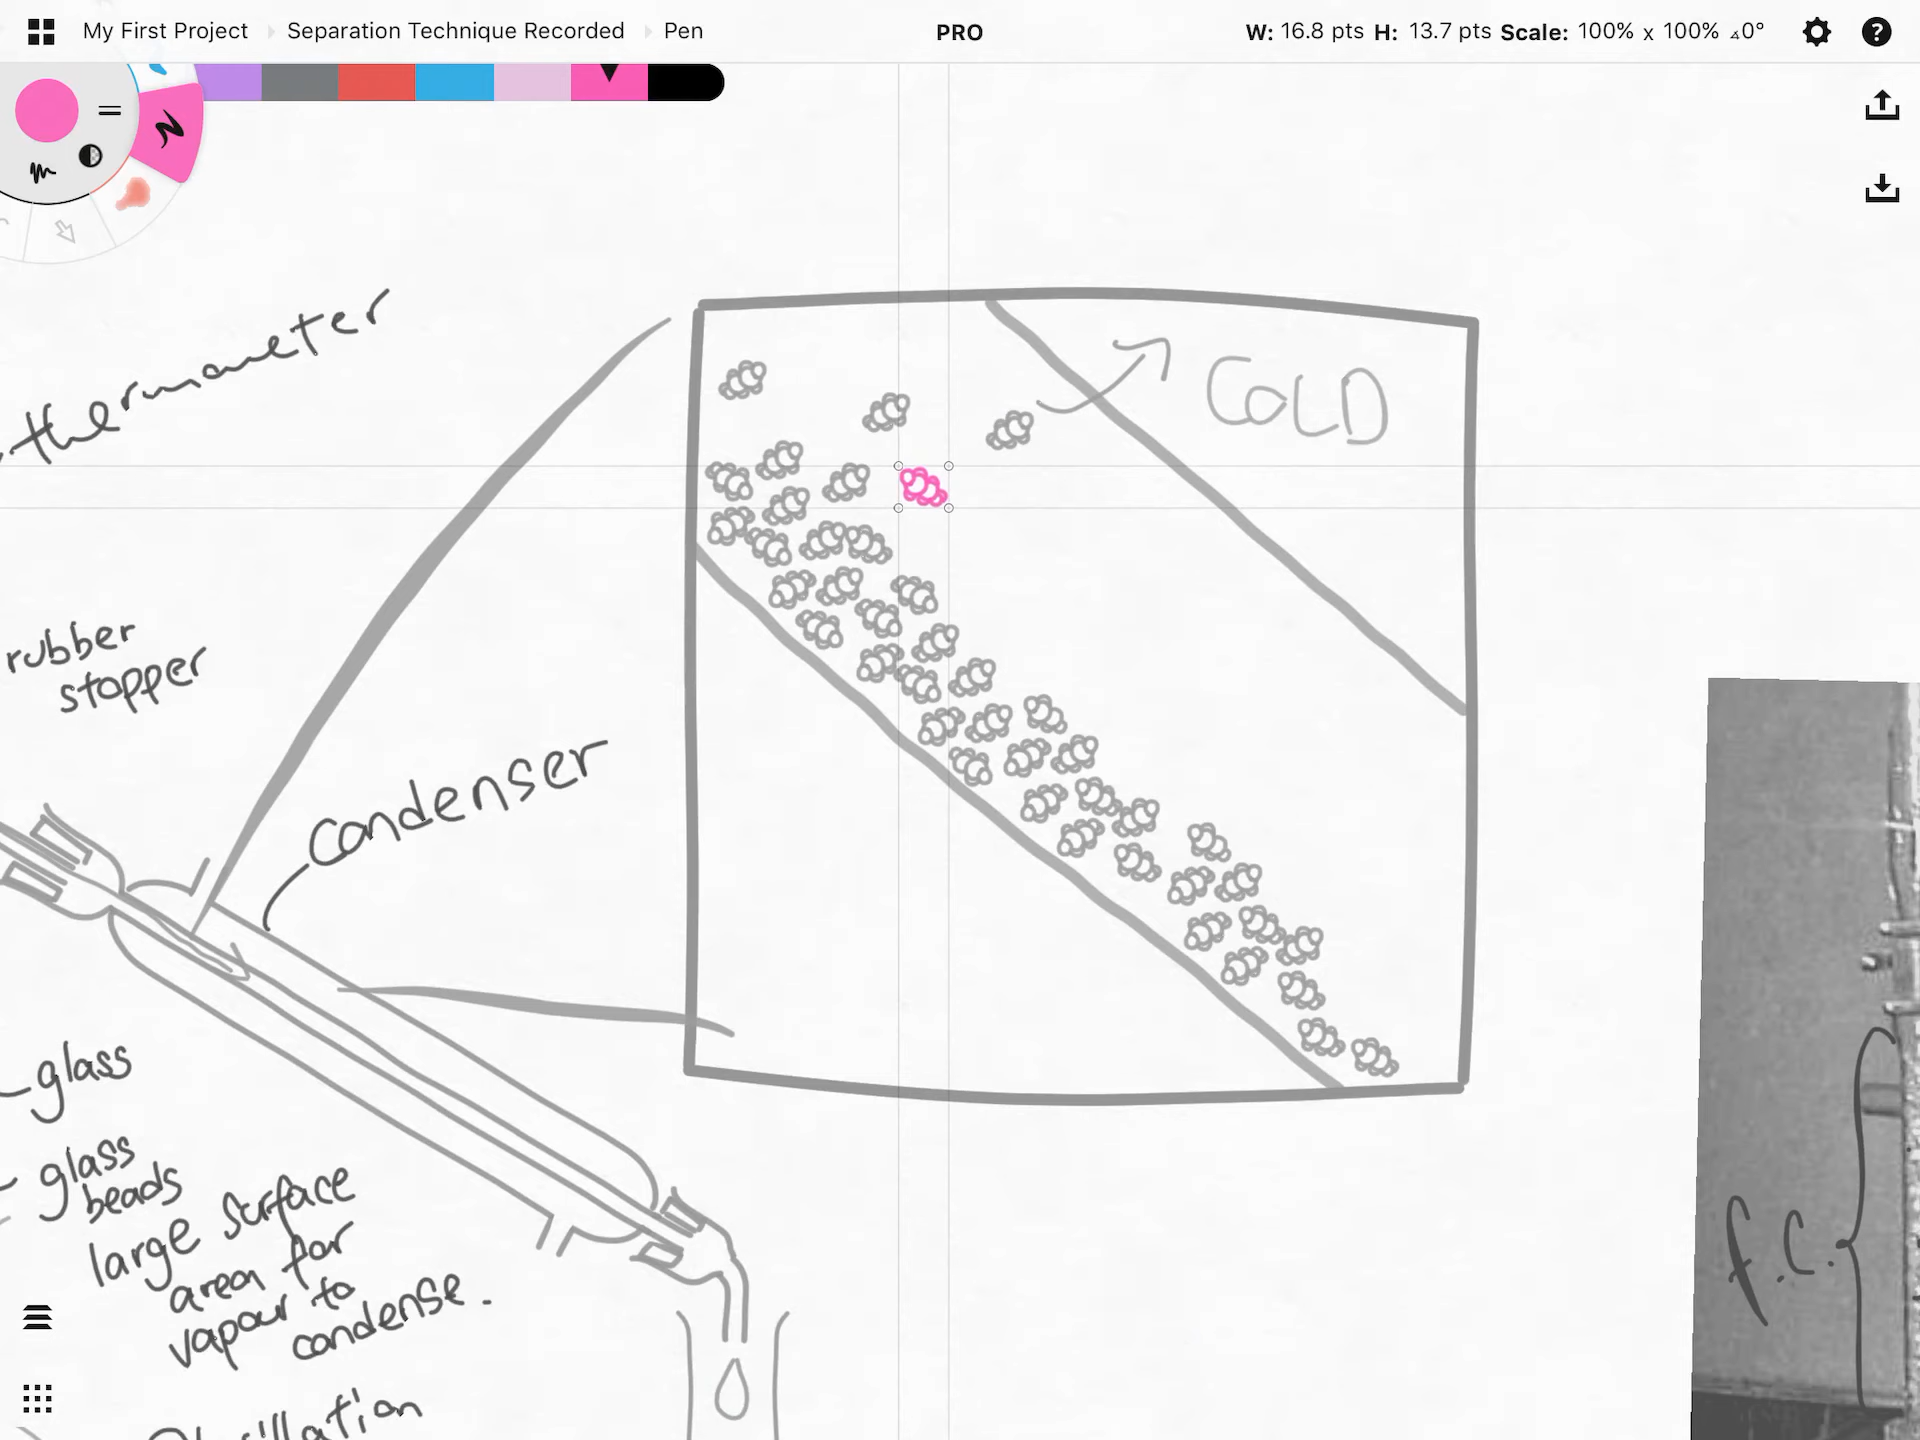 My First Project
Separation Technique Recorded
Pen
PRO
W: 16.8 pts H: 13.7 pts Scale: 100% x 100% ⊿0°
thermometer
COLD
rubber
stopper
Condenser
glass
glass
beads
large surface
area for
vapour to
condense.
f.C.